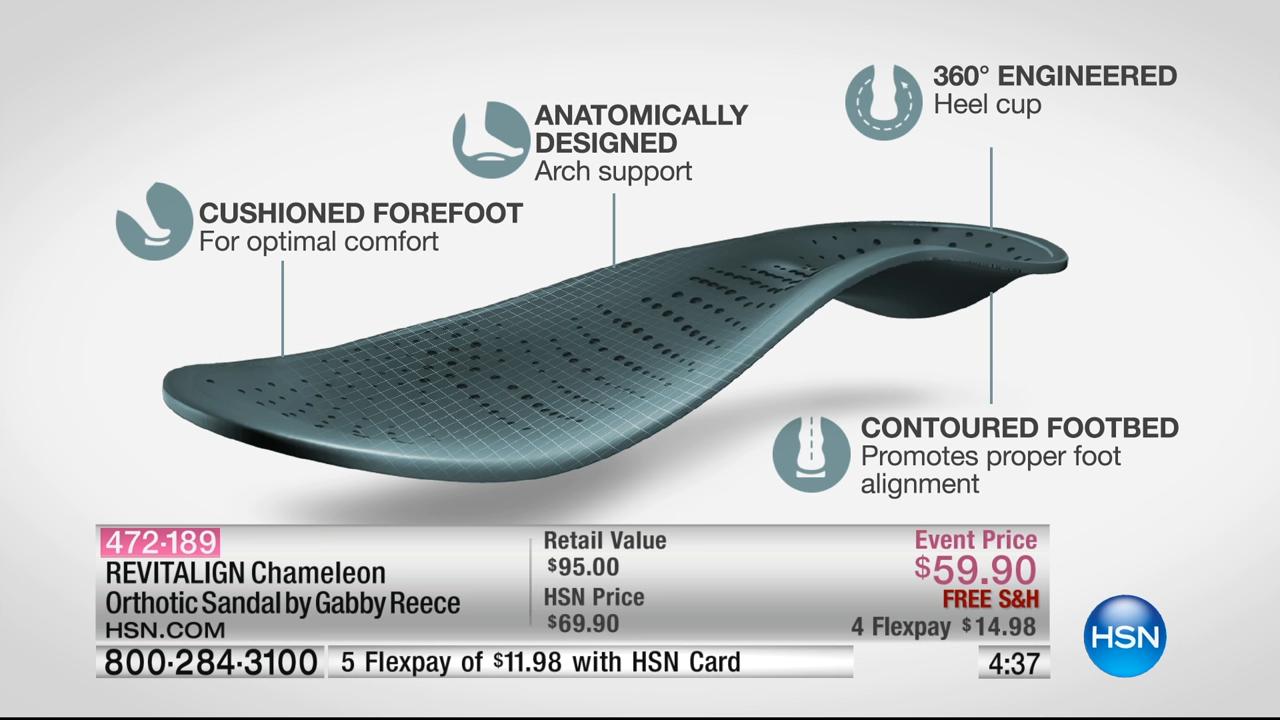 360° ENGINEERED
Heel cup
ANATOMICALLY
DESIGNED
Arch support
CUSHIONED FOREFOOT
For optimal comfort
CONTOURED FOOTBED
Promotes proper foot
alignment
472·189
REVITALIGN Chameleon
Orthotic Sandal by Gabby Reece
HSN.COM
Retail Value
$95.00
HSN Price
$69.90
Event Price
$59.90
FREE S&H
4 Flexpay $14.98
800·284·3100
5 Flexpay of $11.98 with HSN Card
4:37
HSN